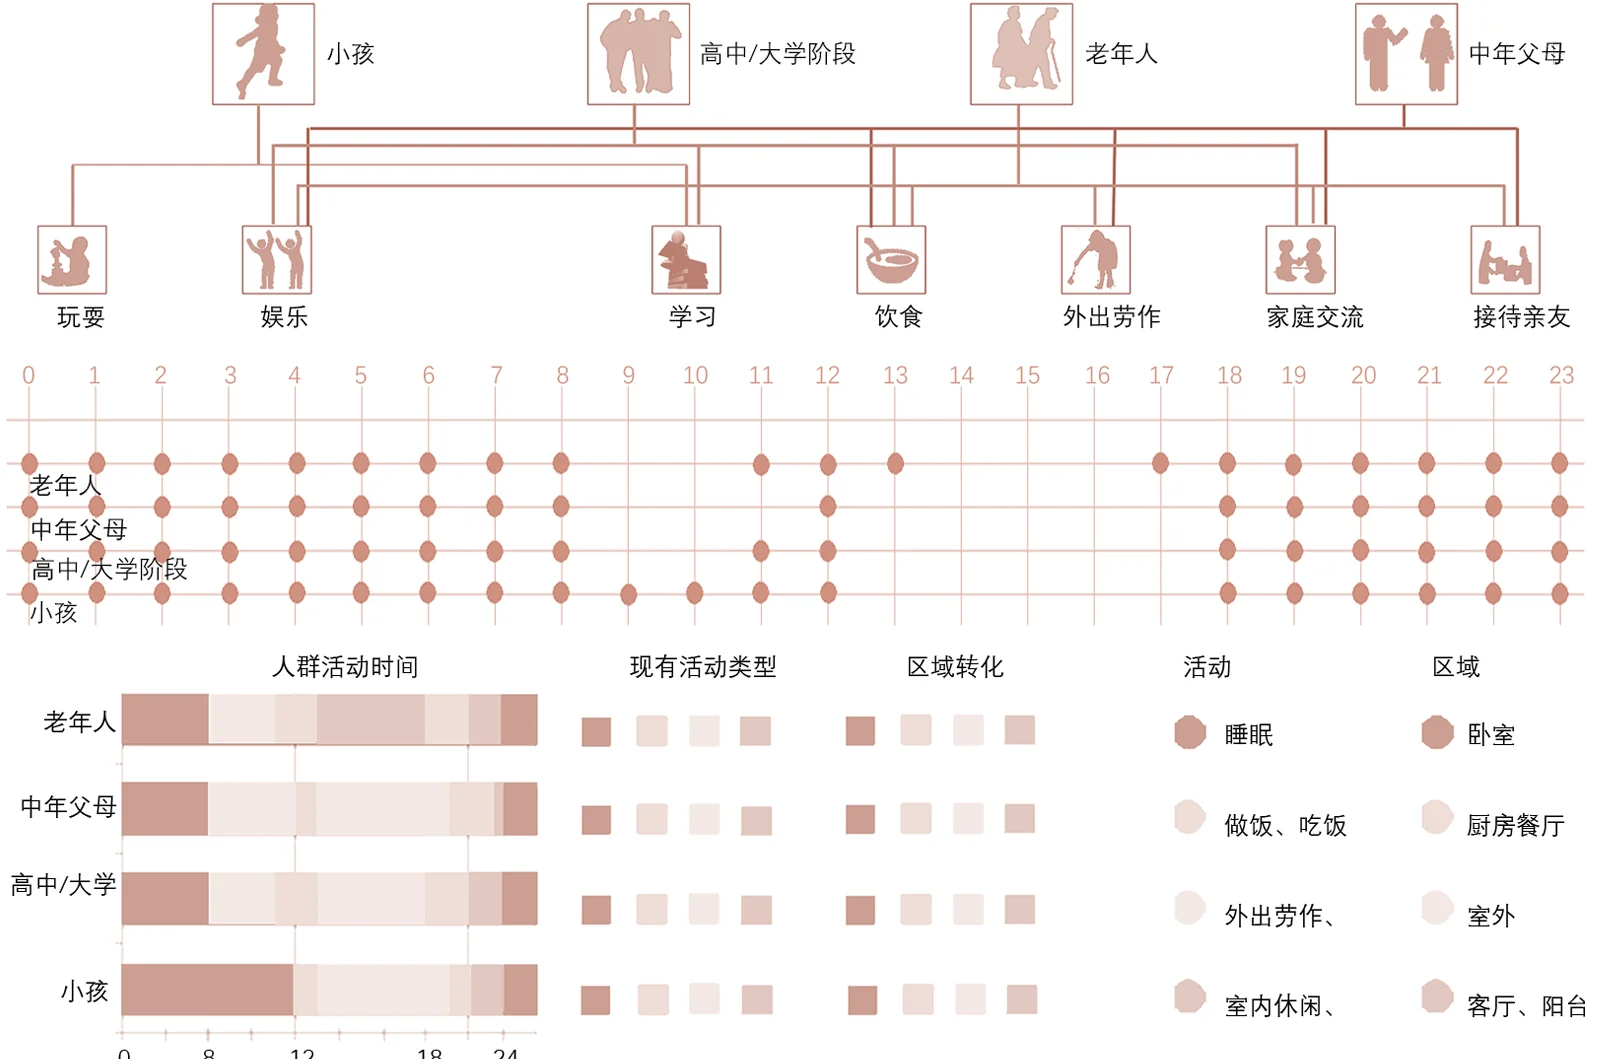 小孩 高中/大学阶段 老年人 中年父母
玩耍 娱乐 学习 饮食 外出劳作 家庭交流 接待亲友
0 1 2 3 4 5 6 7 8 9 10 11 12 13 14 15 16 17 18 19 20 21 22 23
老年人
中年父母
高中/大学阶段
小孩
人群活动时间 现有活动类型 区域转化 活动 区域
老年人 睡眠 卧室
中年父母 做饭、吃饭 厨房餐厅
高中/大学 外出劳作、 室外
小孩 室内休闲、 客厅、阳台
0 8 12 18 24